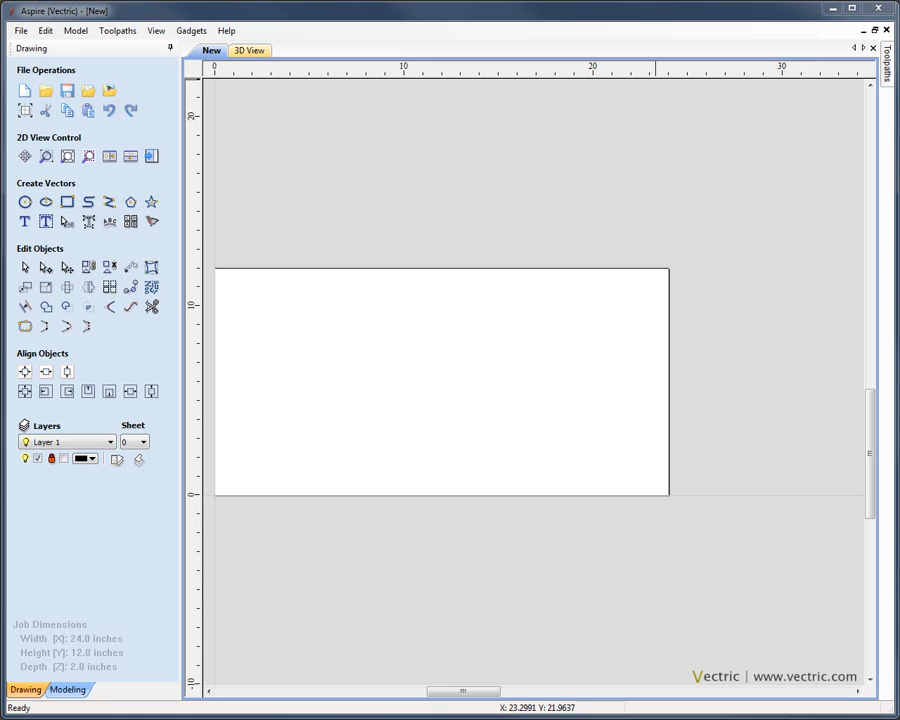 Aspire {Vectric} - [New]
File Edit Model Toolpaths View Gadgets Help
Drawing
New 3D View
Toolpaths
File Operations
2D View Control
Create Vectors
Edit Objects
Align Objects
Layers Sheet
Layer 1 0
0 10 20 30
20
10
0
-10
Job Dimensions
Width (X): 24.0 inches
Height (Y): 12.0 inches
Depth (Z): 2.0 inches
Drawing Modeling
Vectric | www.vectric.com
Ready X: 23.2991 Y: 21.9637